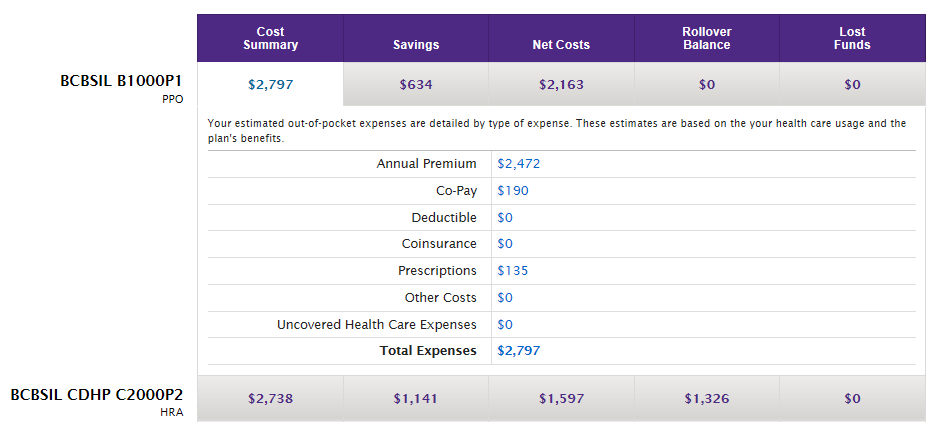 Cost Summary Savings Net Costs Rollover Balance Lost Funds
BCBSIL B1000P1 $2,797 $634 $2,163 $0 $0
PPO
Your estimated out-of-pocket expenses are detailed by type of expense. These estimates are based on the your health care usage and the
plan's benefits.
Annual Premium $2,472
Co-Pay $190
Deductible $0
Coinsurance $0
Prescriptions $135
Other Costs $0
Uncovered Health Care Expenses $0
Total Expenses $2,797
BCBSIL CDHP C2000P2 $2,738 $1,141 $1,597 $1,326 $0
HRA